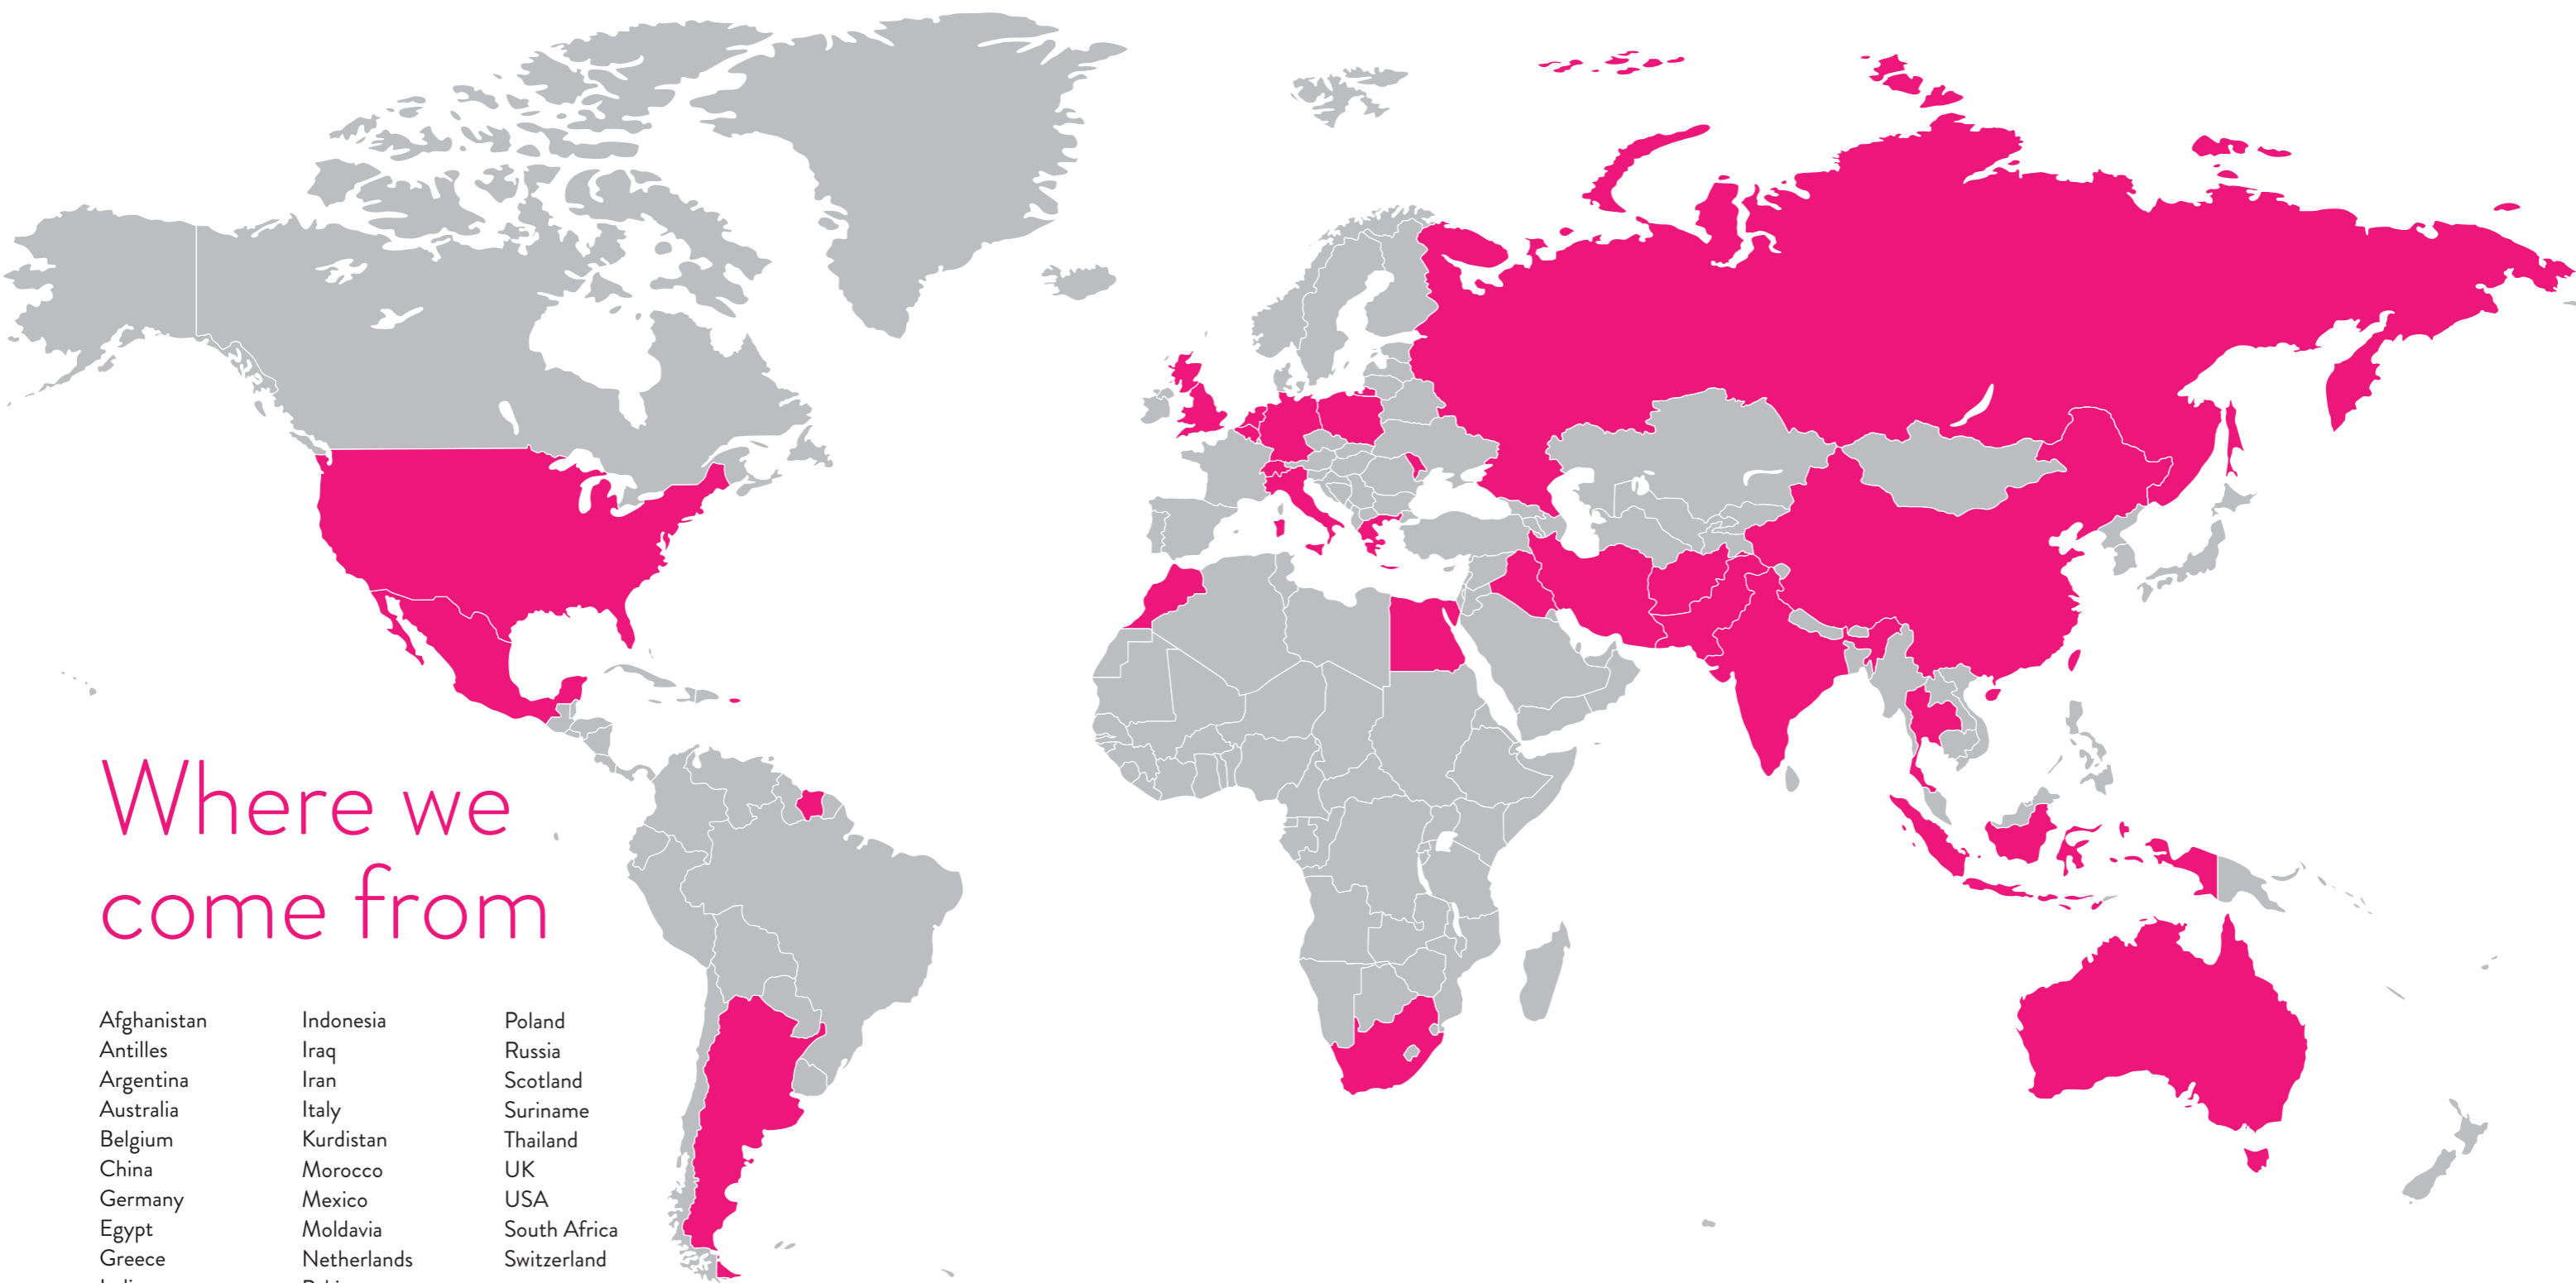 Where we
come from
Afghanistan
Antilles
Argentina
Australia
Belgium
China
Germany
Egypt
Greece
Indonesia
Iraq
Iran
Italy
Kurdistan
Morocco
Mexico
Moldavia
Netherlands
Poland
Russia
Scotland
Suriname
Thailand
UK
USA
South Africa
Switzerland